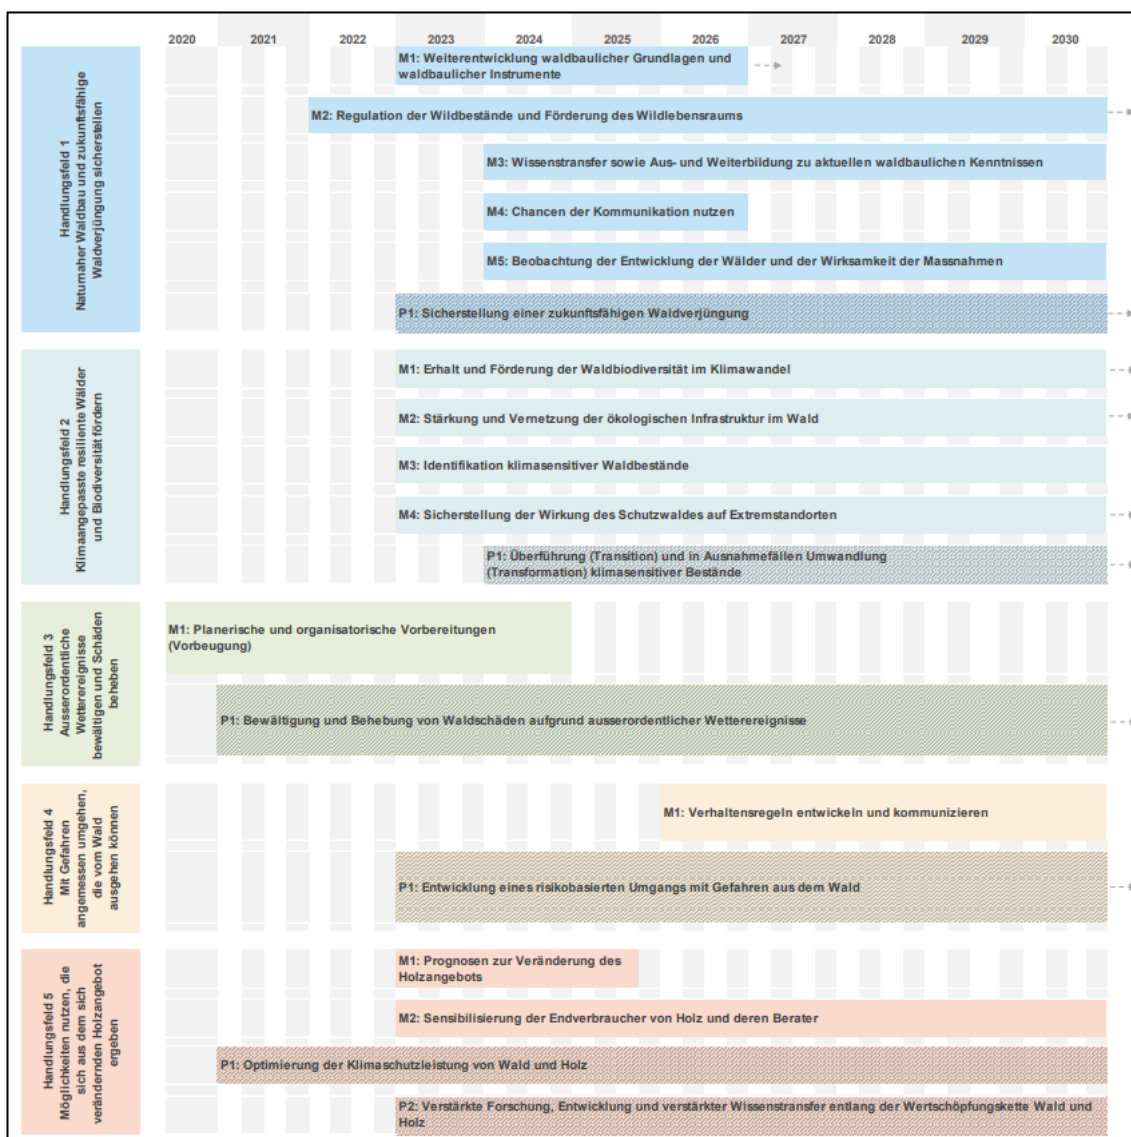 2020 2021 2022 2023 2024 2025 2026 2027 2028 2029 2030
Handlungsfeld 1
Naturnaher Waldbau und zukunftsfähige
Waldverjüngung sicherstellen
M1: Weiterentwicklung waldbaulicher Grundlagen und
waldbaulicher Instrumente
M2: Regulation der Wildbestände und Förderung des Wildlebensraums
M3: Wissenstransfer sowie Aus- und Weiterbildung zu aktuellen waldbaulichen Kenntnissen
M4: Chancen der Kommunikation nutzen
M5: Beobachtung der Entwicklung der Wälder und der Wirksamkeit der Massnahmen
P1: Sicherstellung einer zukunftsfähigen Waldverjüngung
Handlungsfeld 2
Klimaangepasste resiliente Wälder
und Biodiversität fördern
M1: Erhalt und Förderung der Waldbiodiversität im Klimawandel
M2: Stärkung und Vernetzung der ökologischen Infrastruktur im Wald
M3: Identifikation klimasensitiver Waldbestände
M4: Sicherstellung der Wirkung des Schutzwaldes auf Extremstandorten
P1: Überführung (Transition) und in Ausnahmefällen Umwandlung
(Transformation) klimasensitiver Bestände
Handlungsfeld 3
Ausserordentliche
Wetterereignisse
bewältigen und Schäden
beheben
M1: Planerische und organisatorische Vorbereitungen
(Vorbeugung)
P1: Bewältigung und Behebung von Waldschäden aufgrund ausserordentlicher Wetterereignisse
Handlungsfeld 4
Mit Gefahren
angemessen umgehen,
die vom Wald
ausgehen können
M1: Verhaltensregeln entwickeln und kommunizieren
P1: Entwicklung eines risikobasierten Umgangs mit Gefahren aus dem Wald
Handlungsfeld 5
Möglichkeiten nutzen, die
sich aus dem sich
verändernden Holzangebot
ergeben
M1: Prognosen zur Veränderung des
Holzangebots
M2: Sensibilisierung der Endverbraucher von Holz und deren Berater
P1: Optimierung der Klimaschutzleistung von Wald und Holz
P2: Verstärkte Forschung, Entwicklung und verstärkter Wissenstransfer entlang der Wertschöpfungskette Wald und
Holz